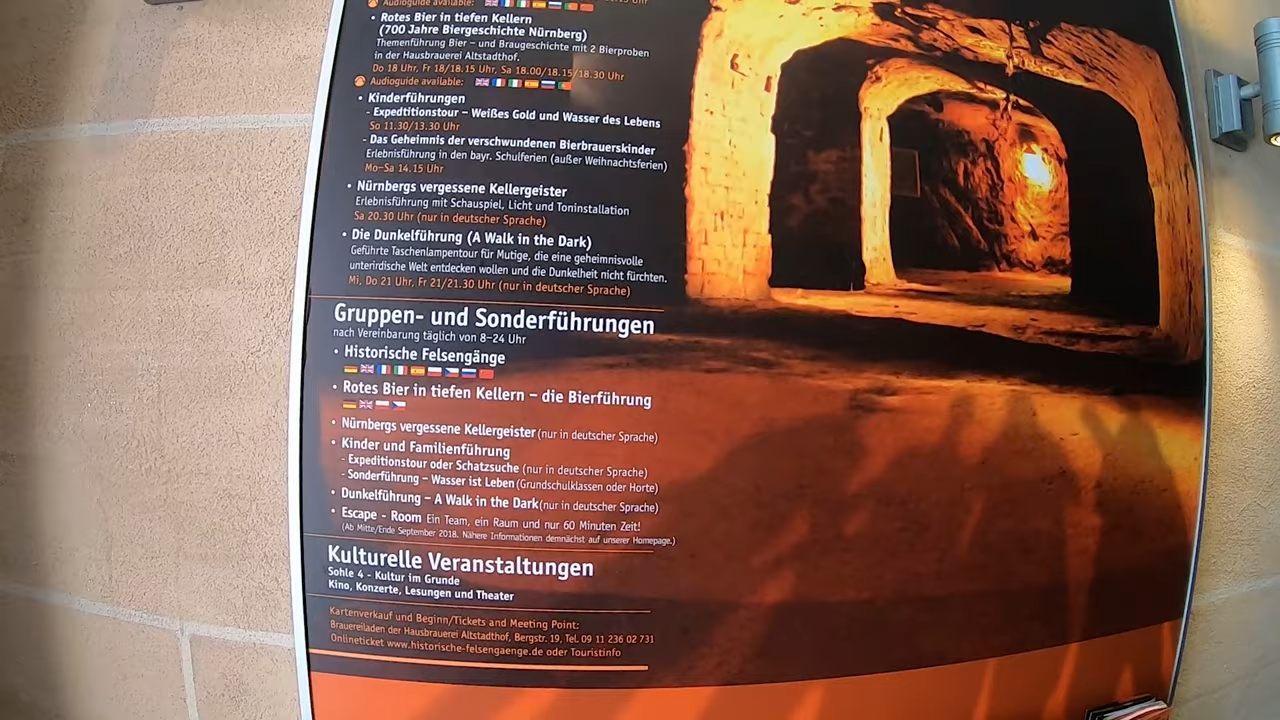 Audioguide available:
• Rotes Bier in tiefen Kellern
(700 Jahre Biergeschichte Nürnberg)
Themenführung Bier – und Braugeschichte mit 2 Bierproben
in der Hausbrauerei Altstadthof.
Do 18 Uhr, Fr 18/18.15 Uhr, Sa 18.00/18.15/18.30 Uhr
Audioguide available:
• Kinderführungen
- Expeditionstour – Weißes Gold und Wasser des Lebens
So 11.30/13.30 Uhr
- Das Geheimnis der verschwundenen Bierbrauerskinder
Erlebnisführung in den bayr. Schulferien (außer Weihnachtsferien)
Mo–Sa 14.15 Uhr
• Nürnbergs vergessene Kellergeister
Erlebnisführung mit Schauspiel, Licht und Toninstallation
Sa 20.30 Uhr (nur in deutscher Sprache)
• Die Dunkelführung (A Walk in the Dark)
Geführte Taschenlampentour für Mutige, die eine geheimnisvolle
unterirdische Welt entdecken wollen und die Dunkelheit nicht fürchten.
Mi, Do 21 Uhr, Fr 21/21.30 Uhr (nur in deutscher Sprache)
Gruppen- und Sonderführungen
nach Vereinbarung täglich von 8–24 Uhr
• Historische Felsengänge
• Rotes Bier in tiefen Kellern – die Bierführung
• Nürnbergs vergessene Kellergeister (nur in deutscher Sprache)
• Kinder und Familienführung
- Expeditionstour oder Schatzsuche (nur in deutscher Sprache)
- Sonderführung – Wasser ist Leben (Grundschulklassen oder Horte)
• Dunkelführung – A Walk in the Dark (nur in deutscher Sprache)
• Escape - Room Ein Team, ein Raum und nur 60 Minuten Zeit!
(Ab Mitte/Ende September 2018. Nähere Informationen demnächst auf unserer Homepage.)
Kulturelle Veranstaltungen
Sohle 4 - Kultur im Grunde
Kino, Konzerte, Lesungen und Theater
Kartenverkauf und Beginn/Tickets and Meeting Point:
Brauereiladen der Hausbrauerei Altstadthof, Bergstr. 19, Tel. 09 11 236 02 731
Onlineticket www.historische-felsengaenge.de oder Touristinfo